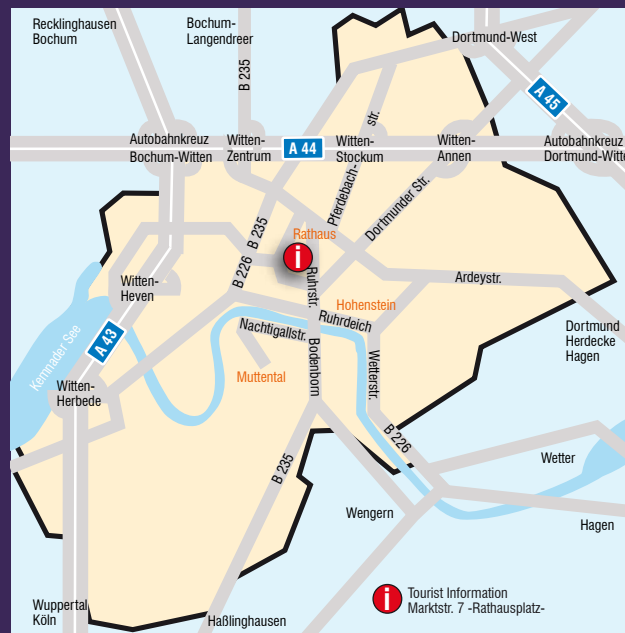 Recklinghausen
Bochum
Bochum-
Langendreer
B 235
Dortmund-West
A 45
Autobahnkreuz
Bochum-Witten
Witten-
Zentrum
A 44
Witten-
Stockum
Witten-
Annen
Autobahnkreuz
Dortmund-Witte
Pferdebach-
str.
Dortmunder Str.
B 235
Rathaus
i
B 226
Ruhrstr.
Ardeystr.
Witten-
Heven
Hohenstein
Ruhrdeich
Nachtigallstr.
Bodenborn
Wetterstr.
Kemnader See
A 43
Muttental
Dortmund
Herdecke
Hagen
Witten-
Herbede
B 226
B 235
Wetter
Wengern
Hagen
Wuppertal
Köln
Haßlinghausen
i
Tourist Information
Marktstr. 7 -Rathausplatz-